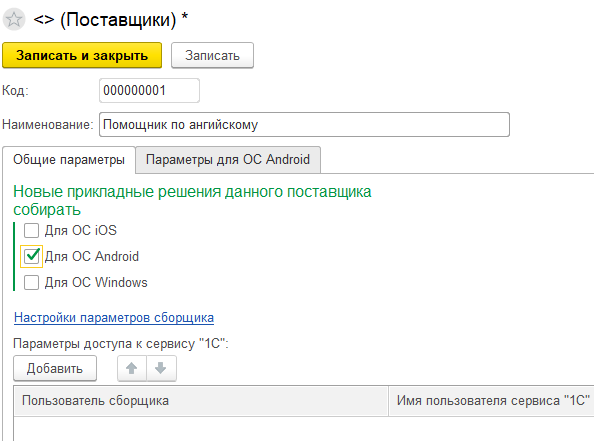 <> (Поставщики) *
Записать и закрыть Записать
Код: 000000001
Наименование: Помощник по ангийскому
Общие параметры Параметры для ОС Android
Новые прикладные решения данного поставщика
собирать
Для ОС iOS
Для ОС Android
Для ОС Windows
Настройки параметров сборщика
Параметры доступа к сервису "1С":
Добавить
Пользователь сборщика Имя пользователя сервиса "1С"